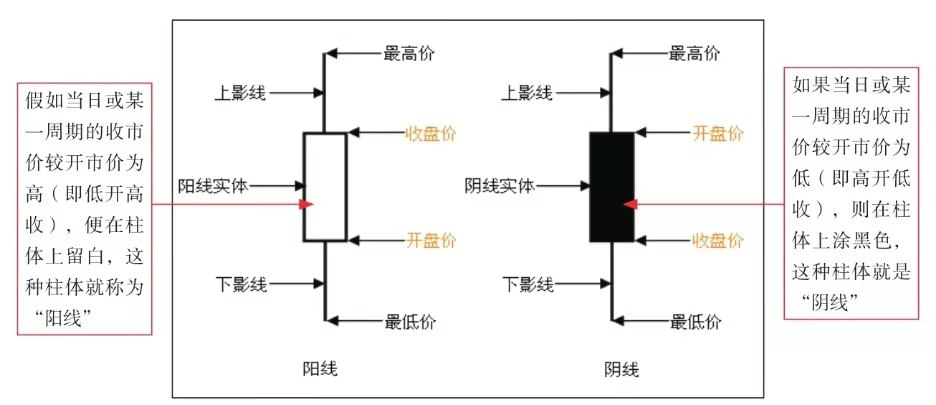 假如当日或某
一周期的收市
价较开市价为
高（即低开高
收），便在柱
体上留白，这
种柱体就称为
“阳线”
最高价
上影线
收盘价
阳线实体
开盘价
下影线
最低价
阳线
最高价
上影线
开盘价
阴线实体
收盘价
下影线
最低价
阴线
如果当日或某
一周期的收市
价较开市价为
低（即高开低
收），则在柱
体上涂黑色，
这种柱体就是
“阴线”